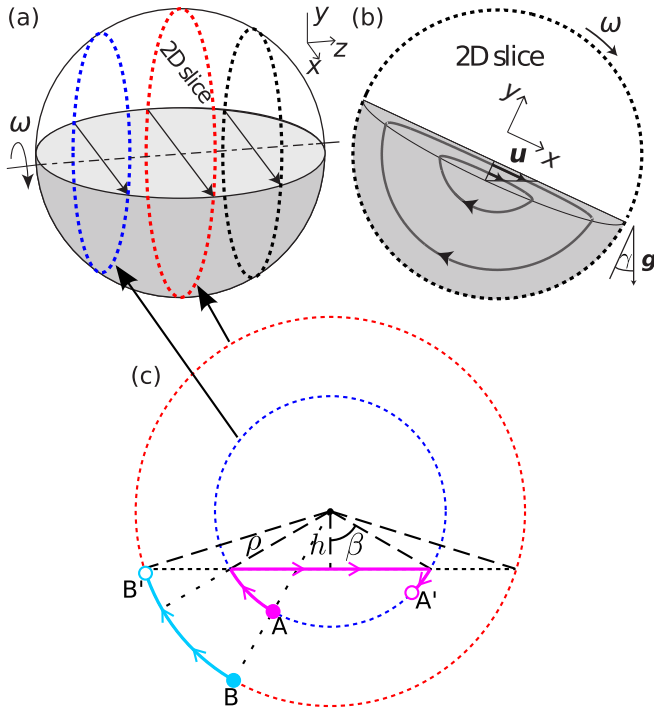 (a)
2D slice
y
z
x
ω
(b)
2D slice
ω
y
x
u
γ
g
(c)
ρ
h
β
B'
A'
A
B